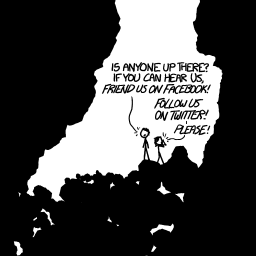 IS ANYONE UP THERE?
IF YOU CAN HEAR US,
FRIEND US ON FACEBOOK!
FOLLOW US
ON TWITTER!
PLEASE!